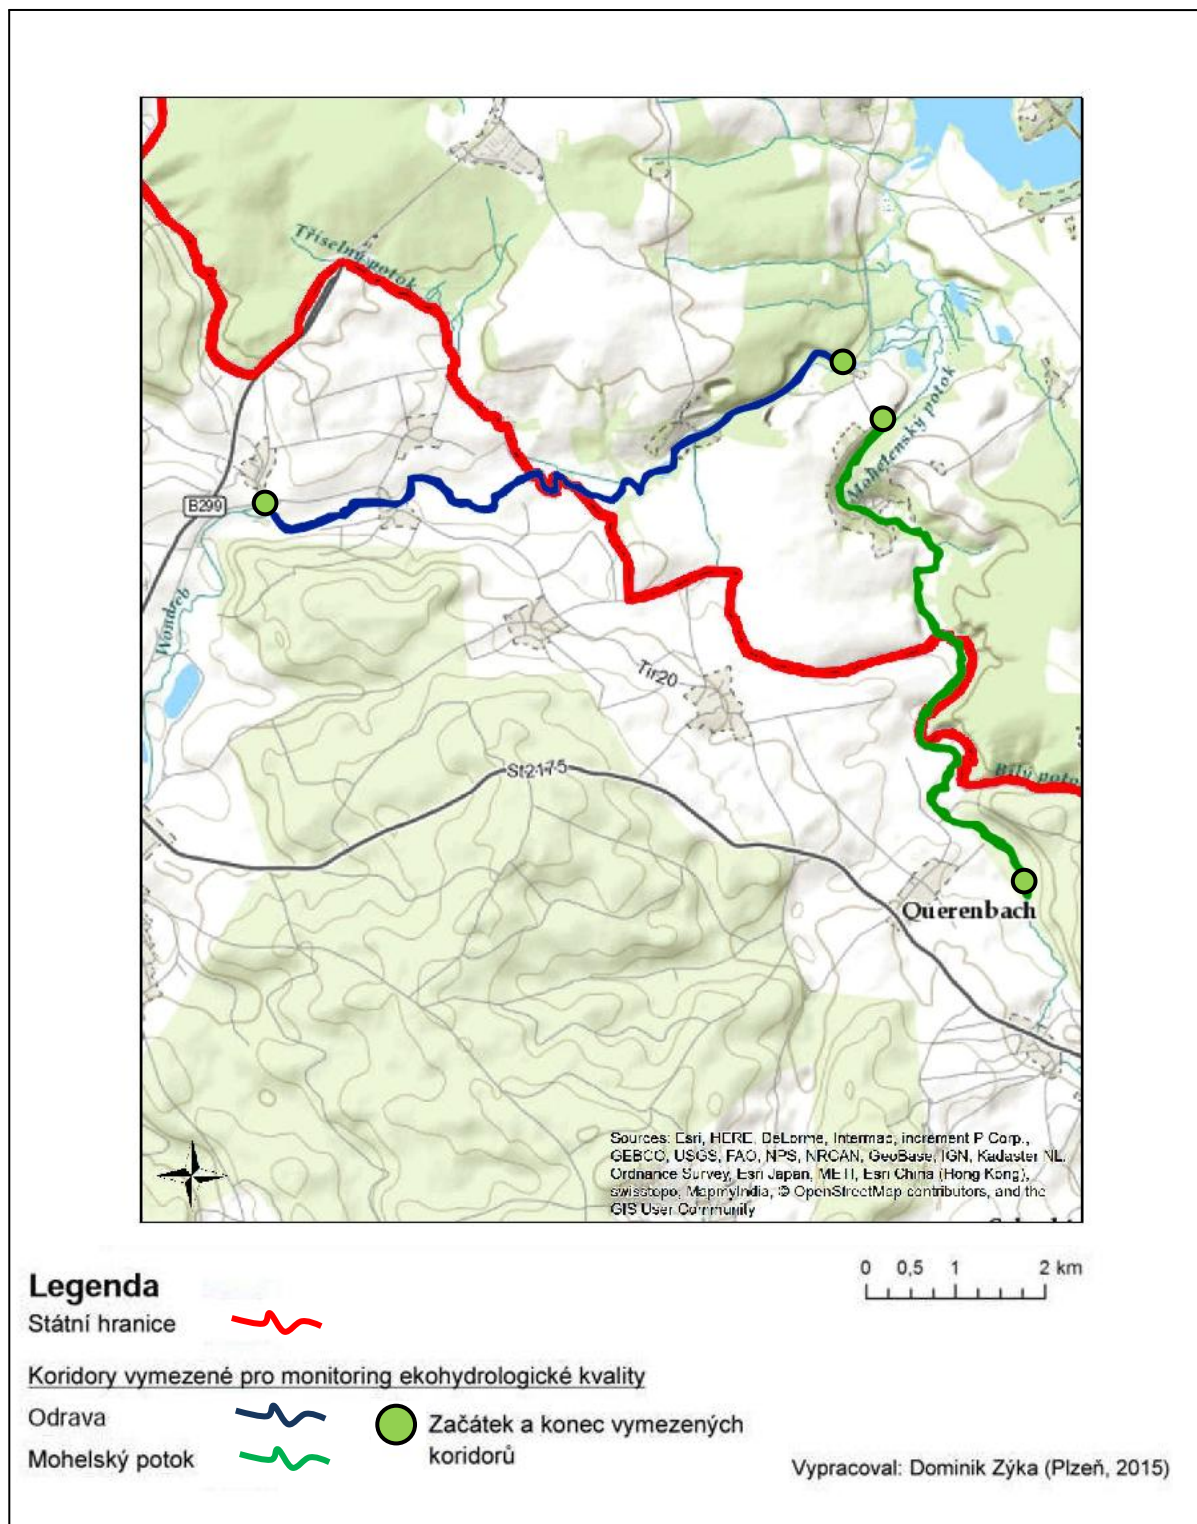 Tříselný potok
Mohelenský potok
B299
Wondreb
Tir20
St2175
Bílý poto
Querenbach
Sources: Esri, HERE, DeLorme, Intermap, increment P Corp.,
GEBCO, USGS, FAO, NPS, NRCAN, GeoBase, IGN, Kadaster NL,
Ordnance Survey, Esri Japan, METI, Esri China (Hong Kong),
swisstopo, MapmyIndia, © OpenStreetMap contributors, and the
GIS User Community
0 0,5 1 2 km
Legenda
Státní hranice
Koridory vymezené pro monitoring ekohydrologické kvality
Odrava
Začátek a konec vymezených
koridorů
Mohelský potok
Vypracoval: Dominik Zýka (Plzeň, 2015)